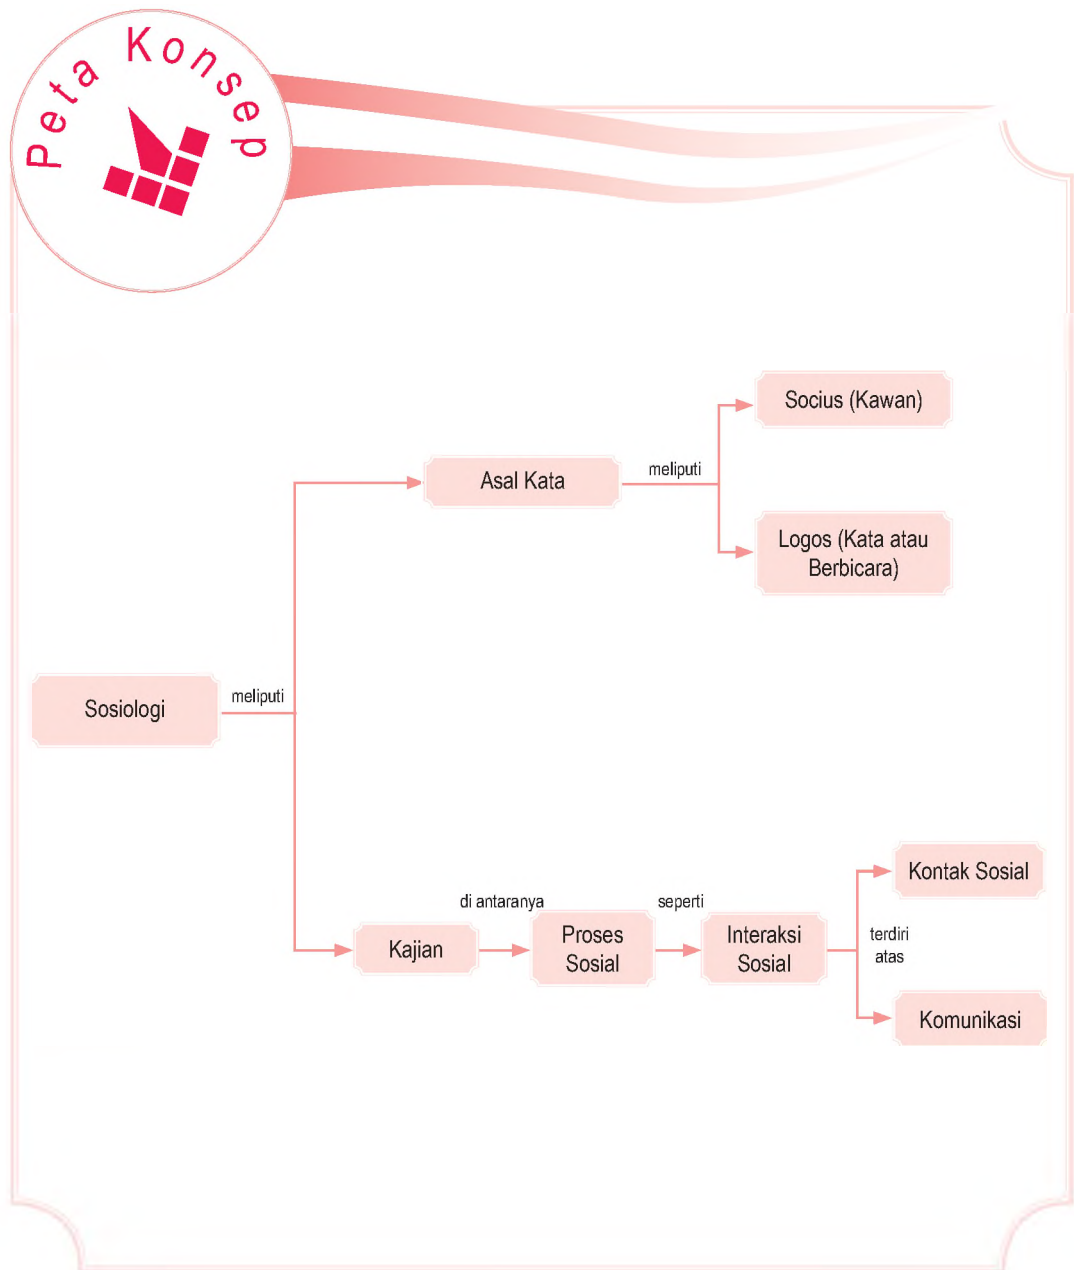 Peta Konsep
Socius (Kawan)
Asal Kata
meliputi
Logos (Kata atau
Berbicara)
Sosiologi
meliputi
Kontak Sosial
di antaranya
seperti
Kajian
Proses
Sosial
Interaksi
Sosial
terdiri
atas
Komunikasi